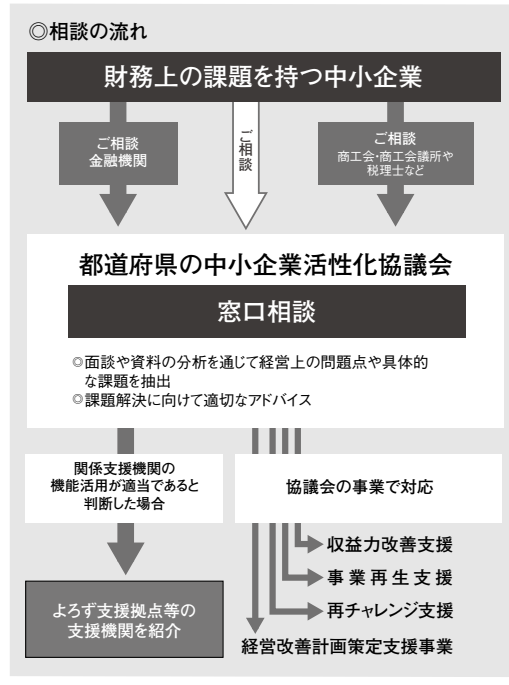 ◎相談の流れ
財務上の課題を持つ中小企業
ご相談
金融機関
ご相談
ご相談
商工会・商工会議所や
税理士など
都道府県の中小企業活性化協議会
窓口相談
◎面談や資料の分析を通じて経営上の問題点や具体的
な課題を抽出
◎課題解決に向けて適切なアドバイス
関係支援機関の
機能活用が適当であると
判断した場合
協議会の事業で対応
よろず支援拠点等の
支援機関を紹介
収益力改善支援
事業再生支援
再チャレンジ支援
経営改善計画策定支援事業